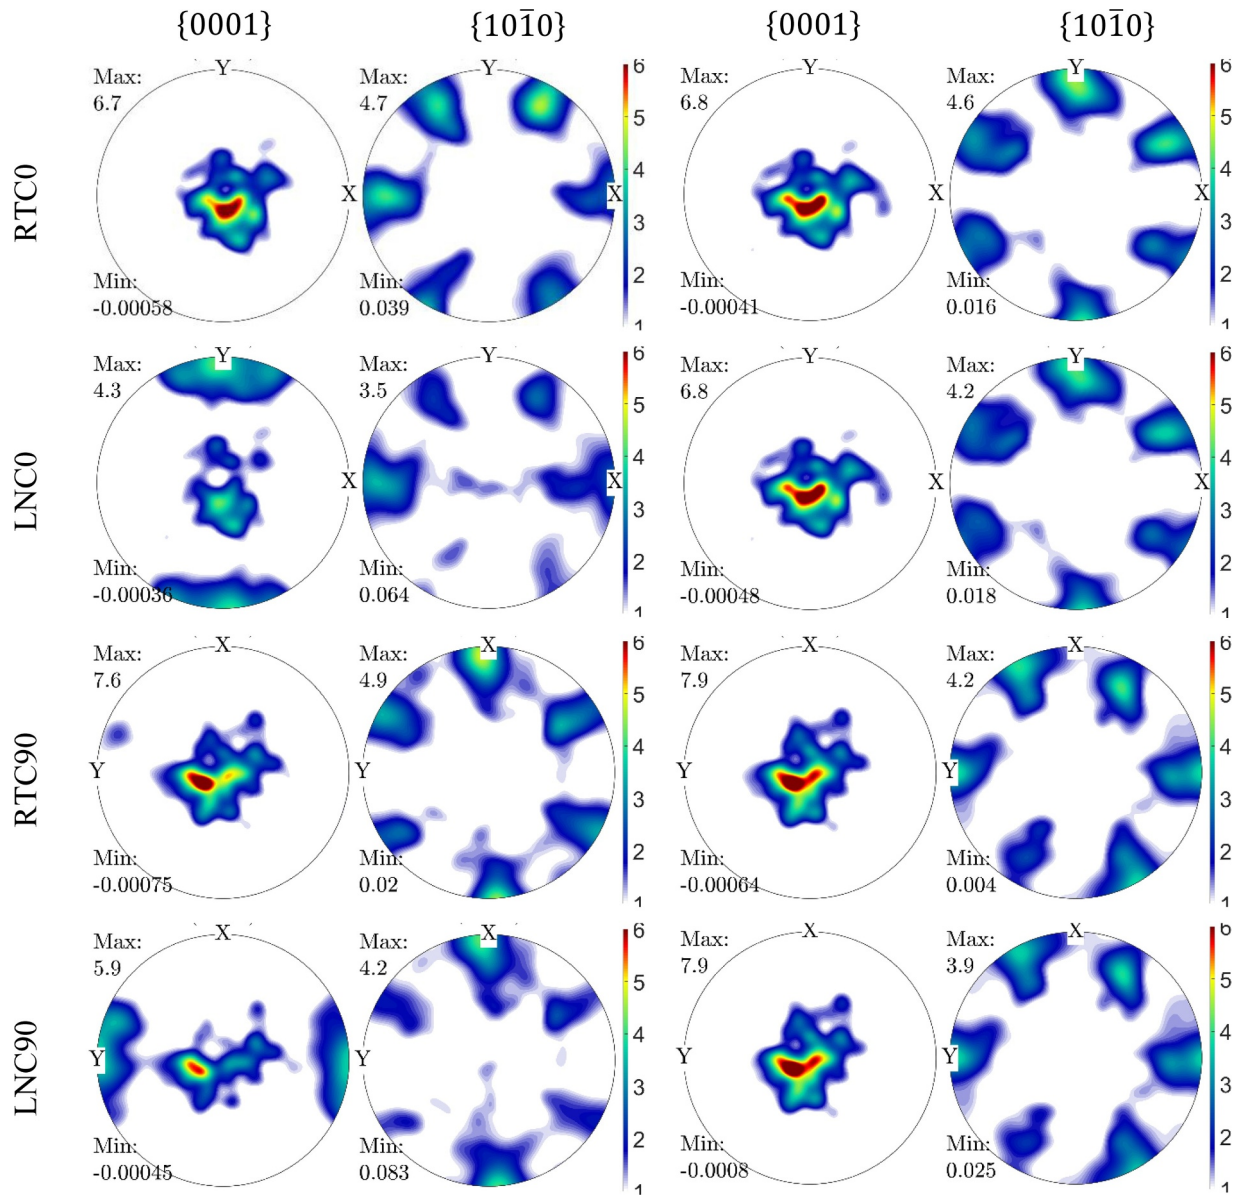 {0001} {101̄0} {0001} {101̄0}
RTC0
Max:
6.7
Y
X
Min:
-0.00058
Max:
4.7
Y
X
Min:
0.039
6
5
4
3
2
1
Max:
6.8
Y
X
Min:
-0.00041
Max:
4.6
Y
X
Min:
0.016
6
5
4
3
2
1
LNC0
Max:
4.3
Y
X
Min:
-0.00036
Max:
3.5
Y
X
Min:
0.064
6
5
4
3
2
1
Max:
6.8
Y
X
Min:
-0.00048
Max:
4.2
Y
X
Min:
0.018
6
5
4
3
2
1
RTC90
Max:
7.6
X
Y
Min:
-0.00075
Max:
4.9
X
Y
Min:
0.02
6
5
4
3
2
1
Max:
7.9
X
Y
Min:
-0.00064
Max:
4.2
X
Y
Min:
0.004
6
5
4
3
2
1
LNC90
Max:
5.9
X
Y
Min:
-0.00045
Max:
4.2
X
Y
Min:
0.083
6
5
4
3
2
1
Max:
7.9
X
Y
Min:
-0.0008
Max:
3.9
X
Y
Min:
0.025
6
5
4
3
2
1